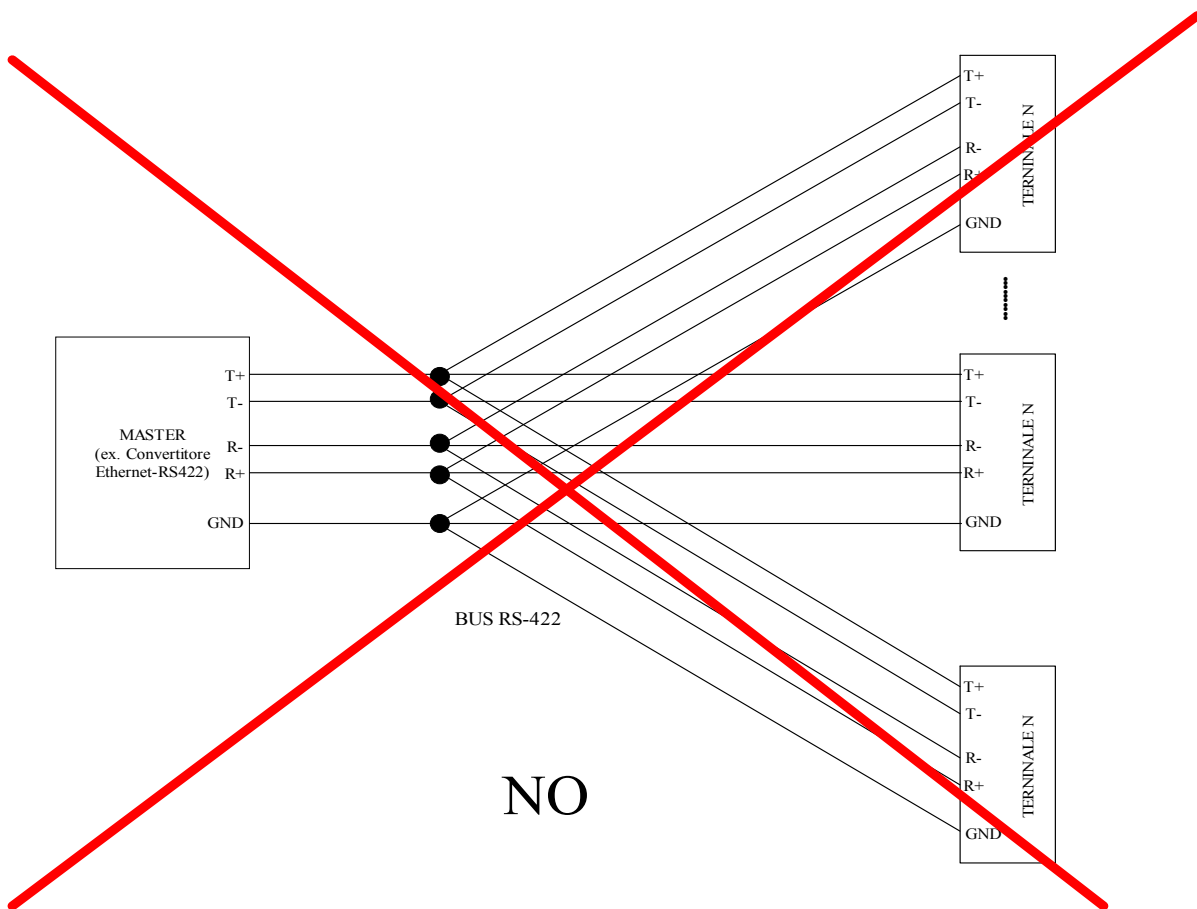 T+
T-
R-
R+
GND
TERNINALE N
T+
T-
R-
R+
GND
MASTER
(ex. Convertitore
Ethernet-RS422)
T+
T-
R-
R+
GND
TERNINALE N
BUS RS-422
T+
T-
R-
R+
GND
TERNINALE N
NO